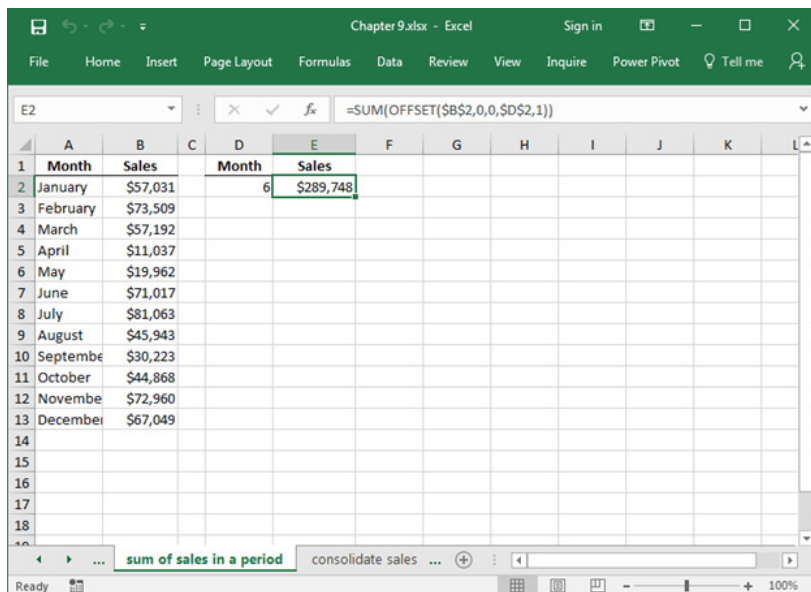 Chapter 9.xlsx - Excel Sign in
File Home Insert Page Layout Formulas Data Review View Inquire Power Pivot Tell me
E2 fx =SUM(OFFSET($B$2,0,0,$D$2,1))
A B C D E F G H I J K L
1 Month Sales Month Sales
2 January $57,031 6 $289,748
3 February $73,509
4 March $57,192
5 April $11,037
6 May $19,962
7 June $71,017
8 July $81,063
9 August $45,943
10 Septembe $30,223
11 October $44,868
12 Novembe $72,960
13 December $67,049
14
15
16
17
18
... sum of sales in a period consolidate sales ...
Ready 100%